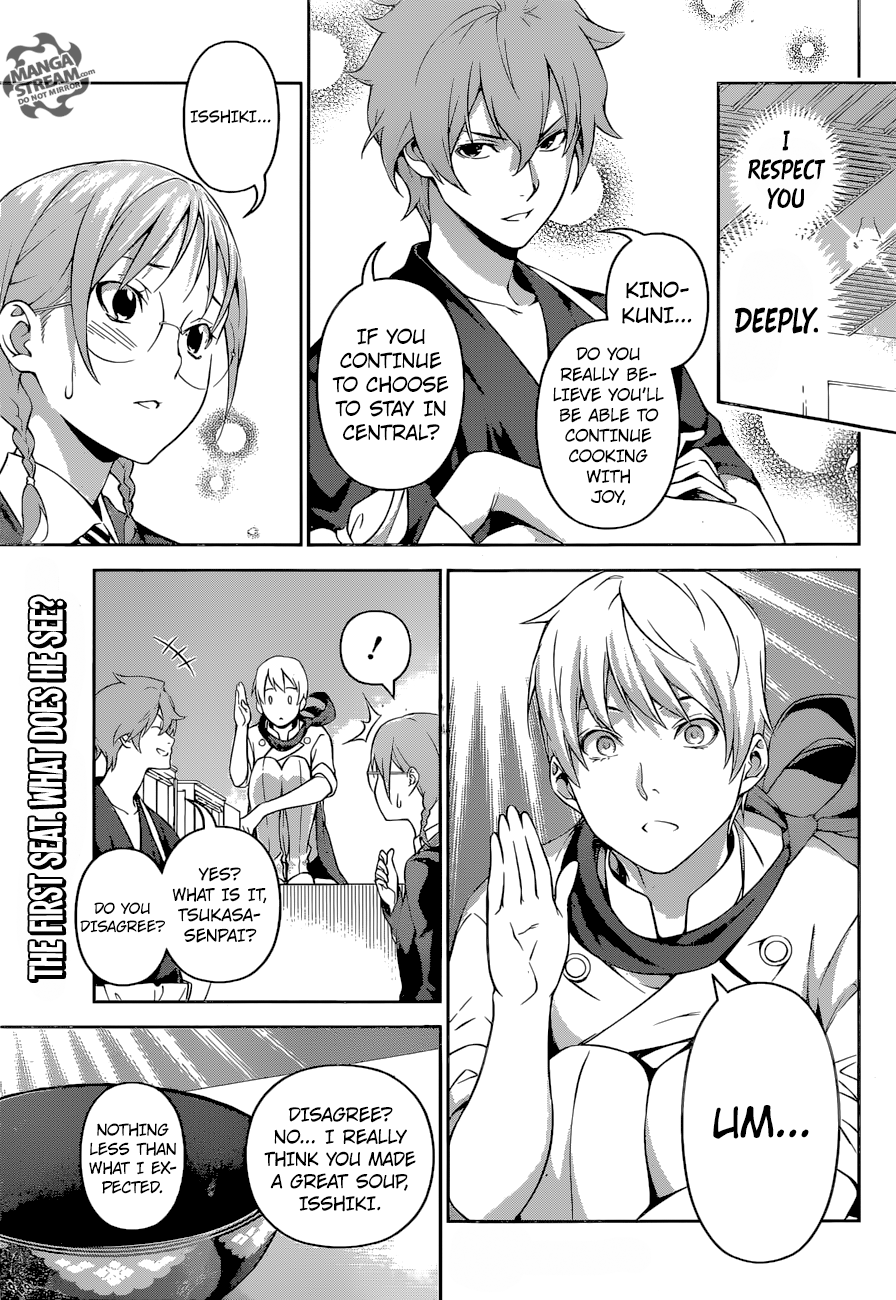 I
RESPECT
YOU
DEEPLY.
KINO-
KUNI...
DO YOU
REALLY BE-
LIEVE YOU'LL
BE ABLE TO
CONTINUE
COOKING
WITH
JOY,
IF YOU
CONTINUE
TO CHOOSE
TO STAY IN
CENTRAL?
MANGA
STREAM.com
DO NOT MIRROR
ISSHIKI...
UM...
!
YES?
WHAT IS IT,
TSUKASA-
SENPAI?
DO YOU
DISAGREE?
THE FIRST SEAT. WHAT DOES HE SEE?
DISAGREE?
NO... I REALLY
THINK YOU MADE
A GREAT SOUP,
ISSHIKI.
NOTHING
LESS THAN
WHAT I EX-
PECTED.